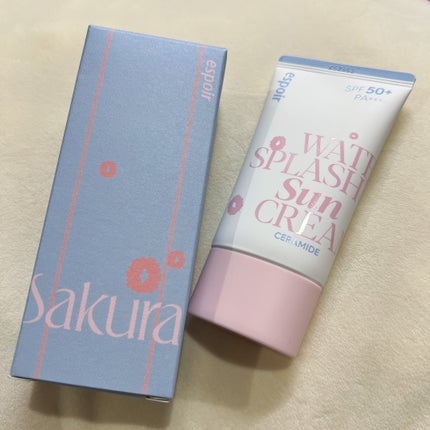 espoir
Sakura
espoir
SPF 50+
PA+++
WAT
SPLASH
Sun
CREA
CERAMIDE